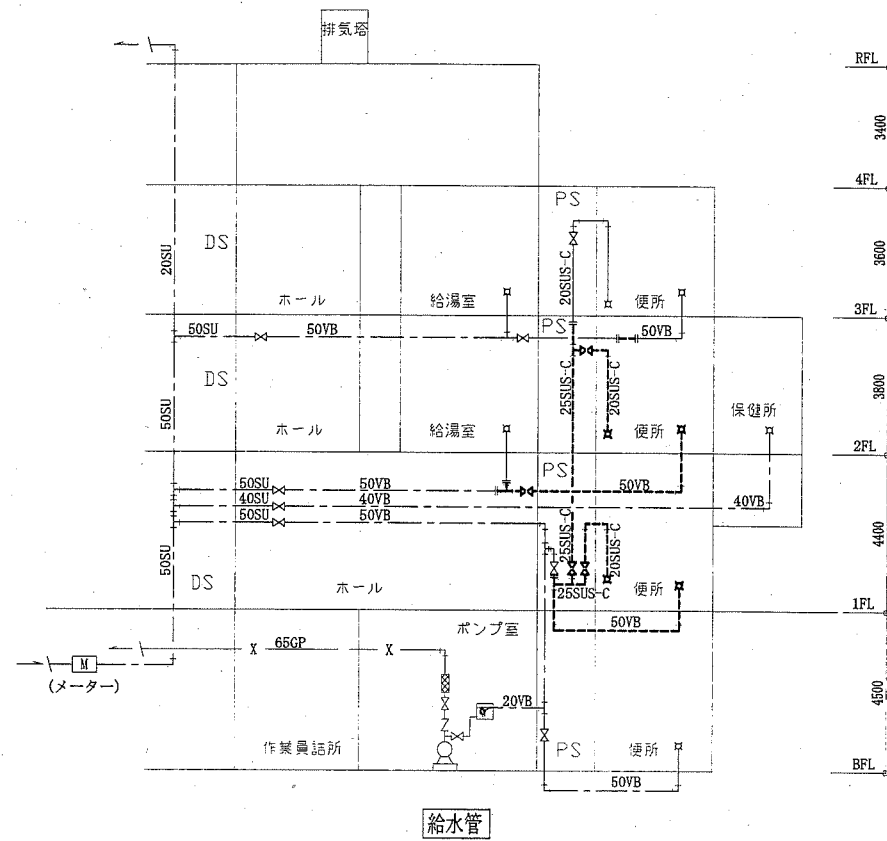 排気塔
RFL
3400
4FL
PS
DS
20SU
20SUS-C
3600
ホール
給湯室
便所
3FL
50SU
50VB
PS
50VB
DS
25SUS-C
20SUS-C
3800
50SU
保健所
ホール
給湯室
便所
2FL
PS
50SU
50VB
50VB
40SU
40VB
40VB
50SU
50VB
4400
50SU
25SUS-C
20SUS-C
DS
ホール
25SUS-C
便所
1FL
50VB
ポンプ室
X
65GP
X
M
(メーター)
4500
20VB
作業員詰所
PS
便所
BFL
50VB
給水管